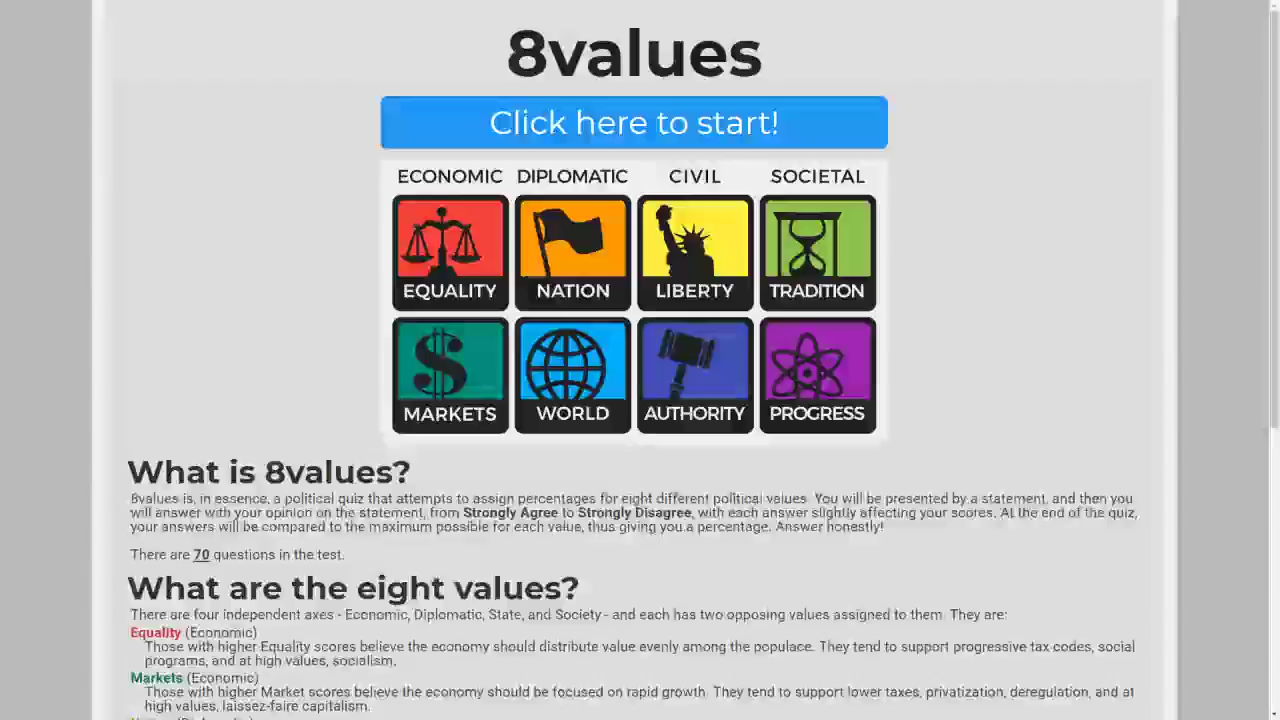 8values
Click here to start!
ECONOMIC DIPLOMATIC CIVIL SOCIETAL
EQUALITY NATION LIBERTY TRADITION
MARKETS WORLD AUTHORITY PROGRESS
What is 8values?
8values is, in essence, a political quiz that attempts to assign percentages for eight different political values. You will be presented by a statement, and then you
will answer with your opinion on the statement, from Strongly Agree to Strongly Disagree, with each answer slightly affecting your scores. At the end of the quiz,
your answers will be compared to the maximum possible for each value, thus giving you a percentage. Answer honestly!
There are 70 questions in the test.
What are the eight values?
There are four independent axes - Economic, Diplomatic, State, and Society - and each has two opposing values assigned to them. They are:
Equality (Economic)
Those with higher Equality scores believe the economy should distribute value evenly among the populace. They tend to support progressive tax codes, social
programs, and at high values, socialism.
Markets (Economic)
Those with higher Market scores believe the economy should be focused on rapid growth. They tend to support lower taxes, privatization, deregulation, and at
high values, laissez-faire capitalism.